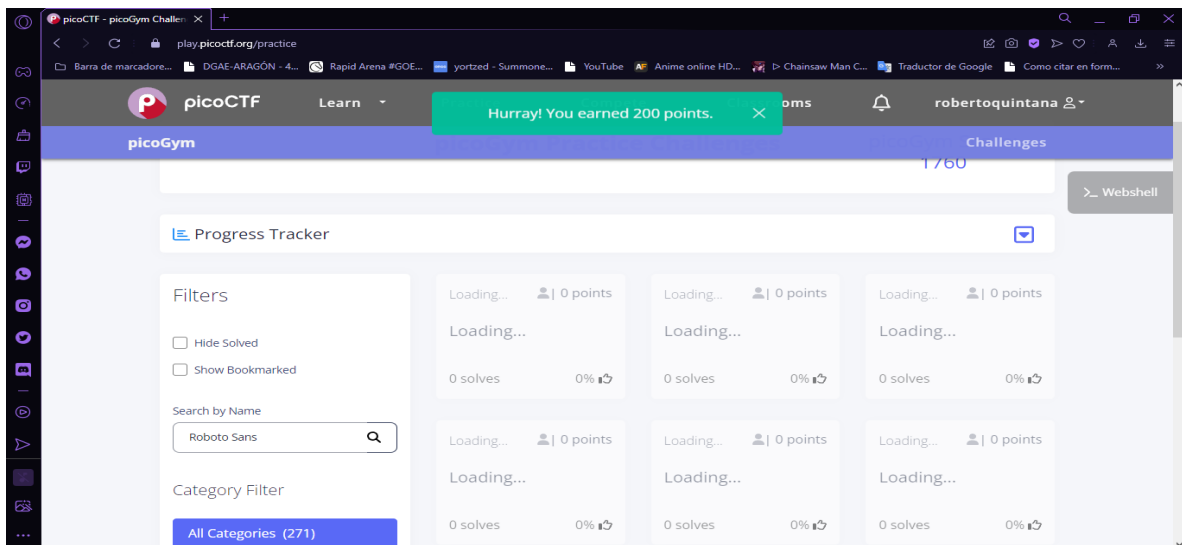 picoCTF - picoGym Challen
play.picoctf.org/practice
Barra de marcadore... DGAE-ARAGÓN - 4... Rapid Arena #GOE... yortzed - Summone... YouTube Anime online HD... ▷ Chainsaw Man C... Traductor de Google Como citar en form... »
picoCTF Learn oms robertoquintana
Hurray! You earned 200 points.
picoGym picoGym Practice Challenges Challenges
1760
>_ Webshell
Progress Tracker
Filters
Hide Solved
Show Bookmarked
Search by Name
Roboto Sans
Category Filter
All Categories (271)
Loading... | 0 points Loading... | 0 points Loading... | 0 points
Loading... Loading... Loading...
0 solves 0% 0 solves 0% 0 solves 0%
Loading... | 0 points Loading... | 0 points Loading... | 0 points
Loading... Loading... Loading...
0 solves 0% 0 solves 0% 0 solves 0%